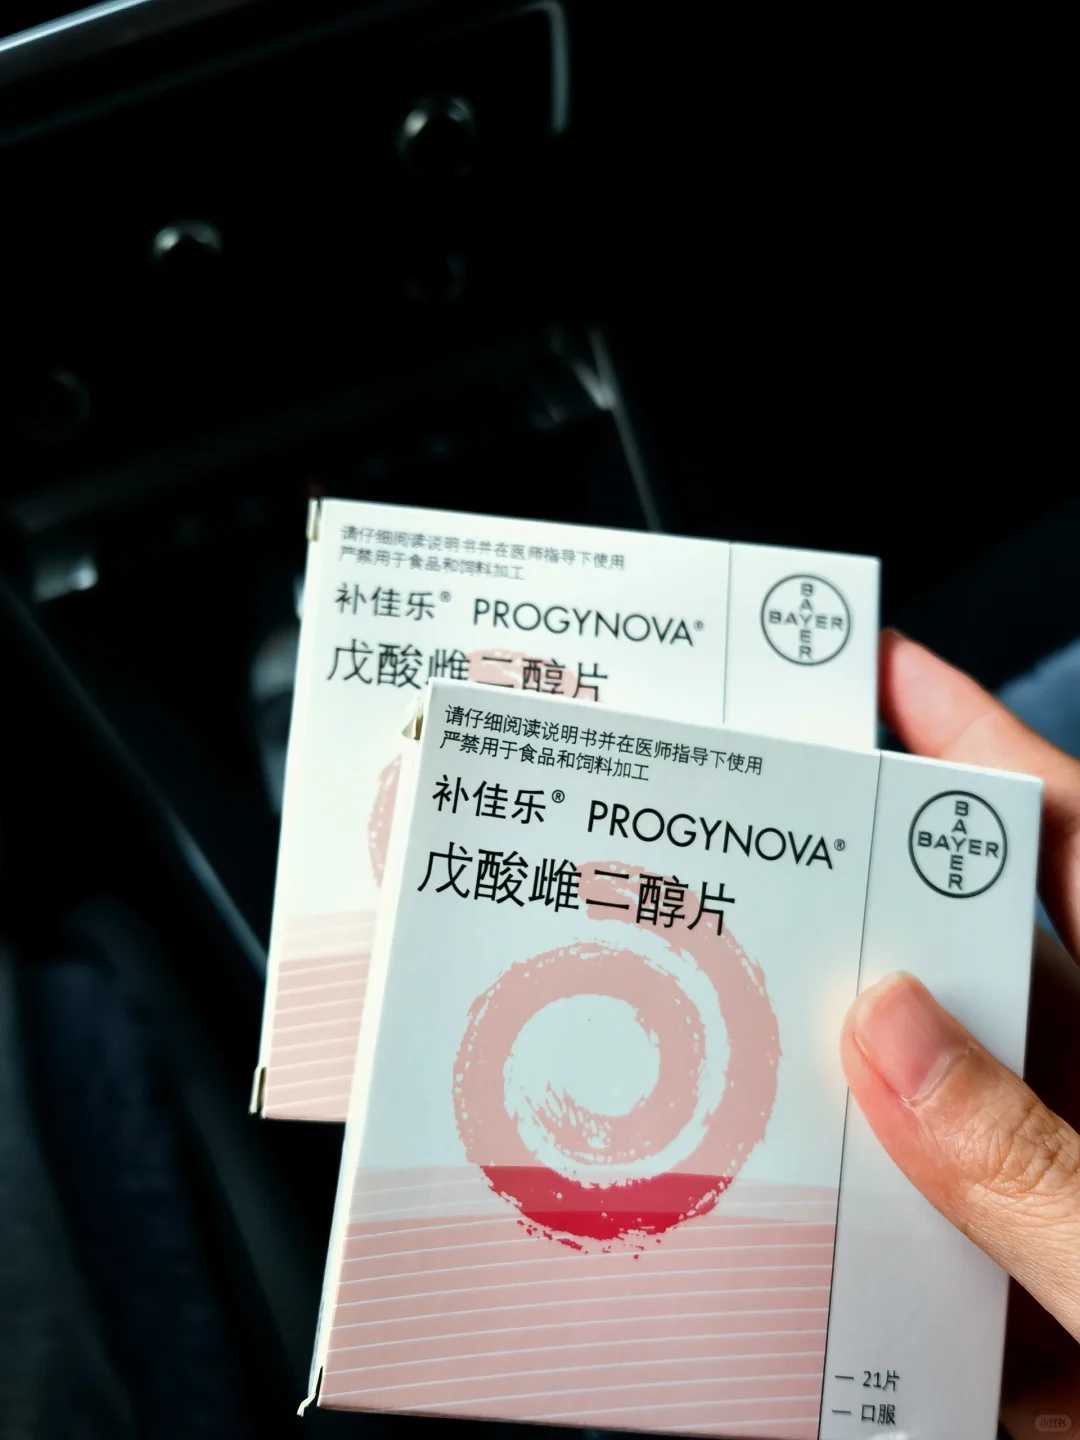 请仔细阅读说明书并在医师指导下使用
严禁用于食品和饲料加工
补佳乐® PROGYNOVA®
戊酸雌二醇片
BAYER
BAYER
请仔细阅读说明书并在医师指导下使用
严禁用于食品和饲料加工
补佳乐® PROGYNOVA®
戊酸雌二醇片
BAYER
BAYER
— 21片
— 口服